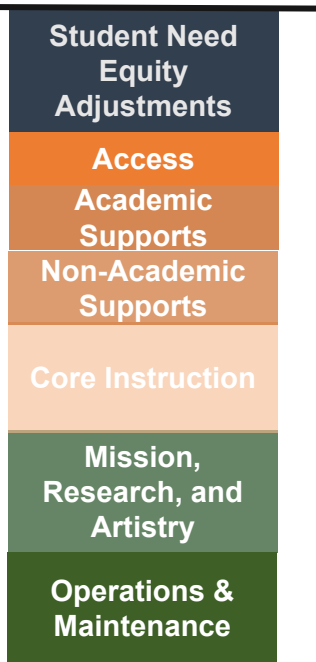 Student Need
Equity
Adjustments
Access
Academic
Supports
Non-Academic
Supports
Core Instruction
Mission,
Research, and
Artistry
Operations &
Maintenance